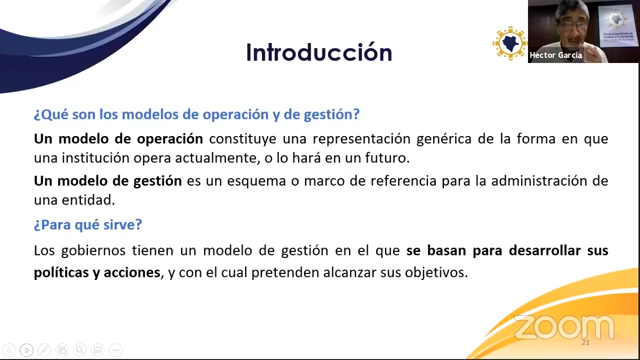 Introducción
Hector García
¿Qué son los modelos de operación y de gestión?
Un modelo de operación constituye una representación genérica de la forma en que
una institución opera actualmente, o lo hará en un futuro.
Un modelo de gestión es un esquema o marco de referencia para la administración de
una entidad.
¿Para qué sirve?
Los gobiernos tienen un modelo de gestión en el que se basan para desarrollar sus
políticas y acciones, y con el cual pretenden alcanzar sus objetivos.
zoom
21